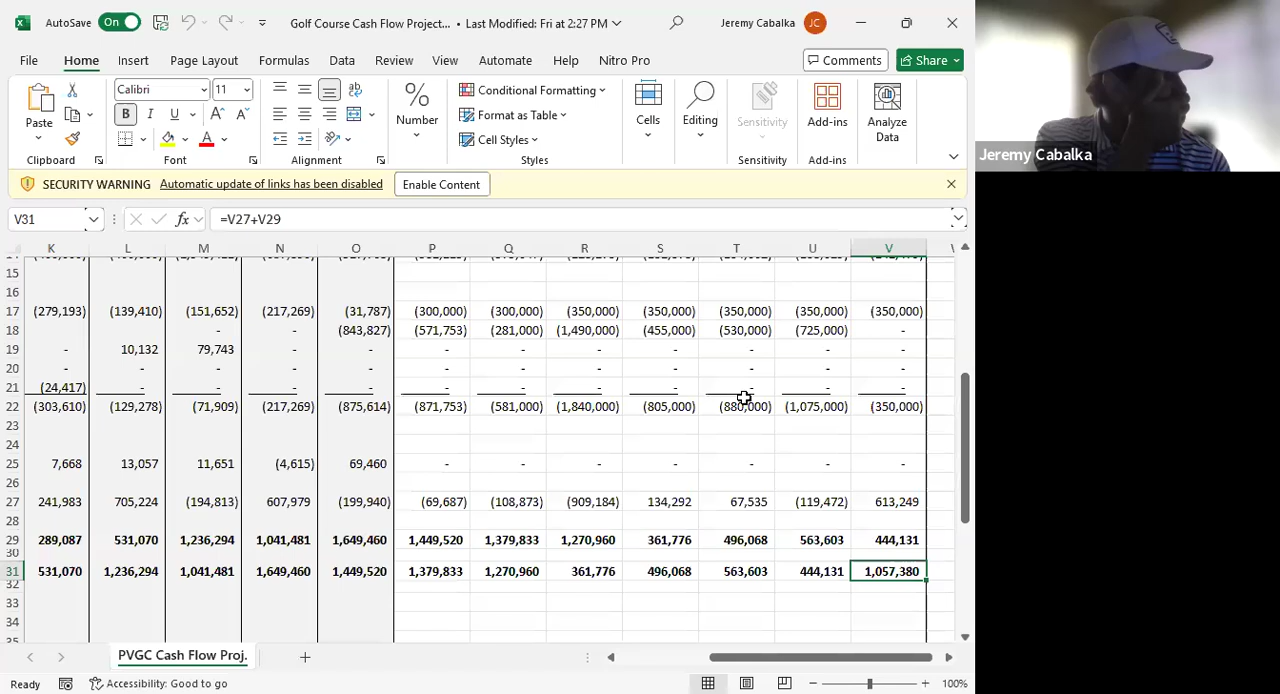 AutoSave On Golf Course Cash Flow Project... • Last Modified: Fri at 2:27 PM Jeremy Cabalka JC
File Home Insert Page Layout Formulas Data Review View Automate Help Nitro Pro Comments Share
Paste Calibri 11 B I U A A A ab Number Conditional Formatting Format as Table Cell Styles Cells Editing Sensitivity Add-ins Analyze Data
Clipboard Font Alignment Styles Sensitivity Add-ins
SECURITY WARNING Automatic update of links has been disabled Enable Content
V31 fx =V27+V29
K L M N O P Q R S T U V
15
16
17 (279,193) (139,410) (151,652) (217,269) (31,787) (300,000) (300,000) (350,000) (350,000) (350,000) (350,000) (350,000)
18 - - (843,827) (571,753) (281,000) (1,490,000) (455,000) (530,000) (725,000) -
19 - 10,132 79,743 - - - - - - - - -
20 - - - - - - - - - - - -
21 (24,417) - - - - - - - - - - -
22 (303,610) (129,278) (71,909) (217,269) (875,614) (871,753) (581,000) (1,840,000) (805,000) (880,000) (1,075,000) (350,000)
23
24
25 7,668 13,057 11,651 (4,615) 69,460 - - - - - - -
26
27 241,983 705,224 (194,813) 607,979 (199,940) (69,687) (108,873) (909,184) 134,292 67,535 (119,472) 613,249
28
29 289,087 531,070 1,236,294 1,041,481 1,649,460 1,449,520 1,379,833 1,270,960 361,776 496,068 563,603 444,131
30
31 531,070 1,236,294 1,041,481 1,649,460 1,449,520 1,379,833 1,270,960 361,776 496,068 563,603 444,131 1,057,380
32
33
34
35
PVGC Cash Flow Proj.
Ready Accessibility: Good to go 100%
Jeremy Cabalka